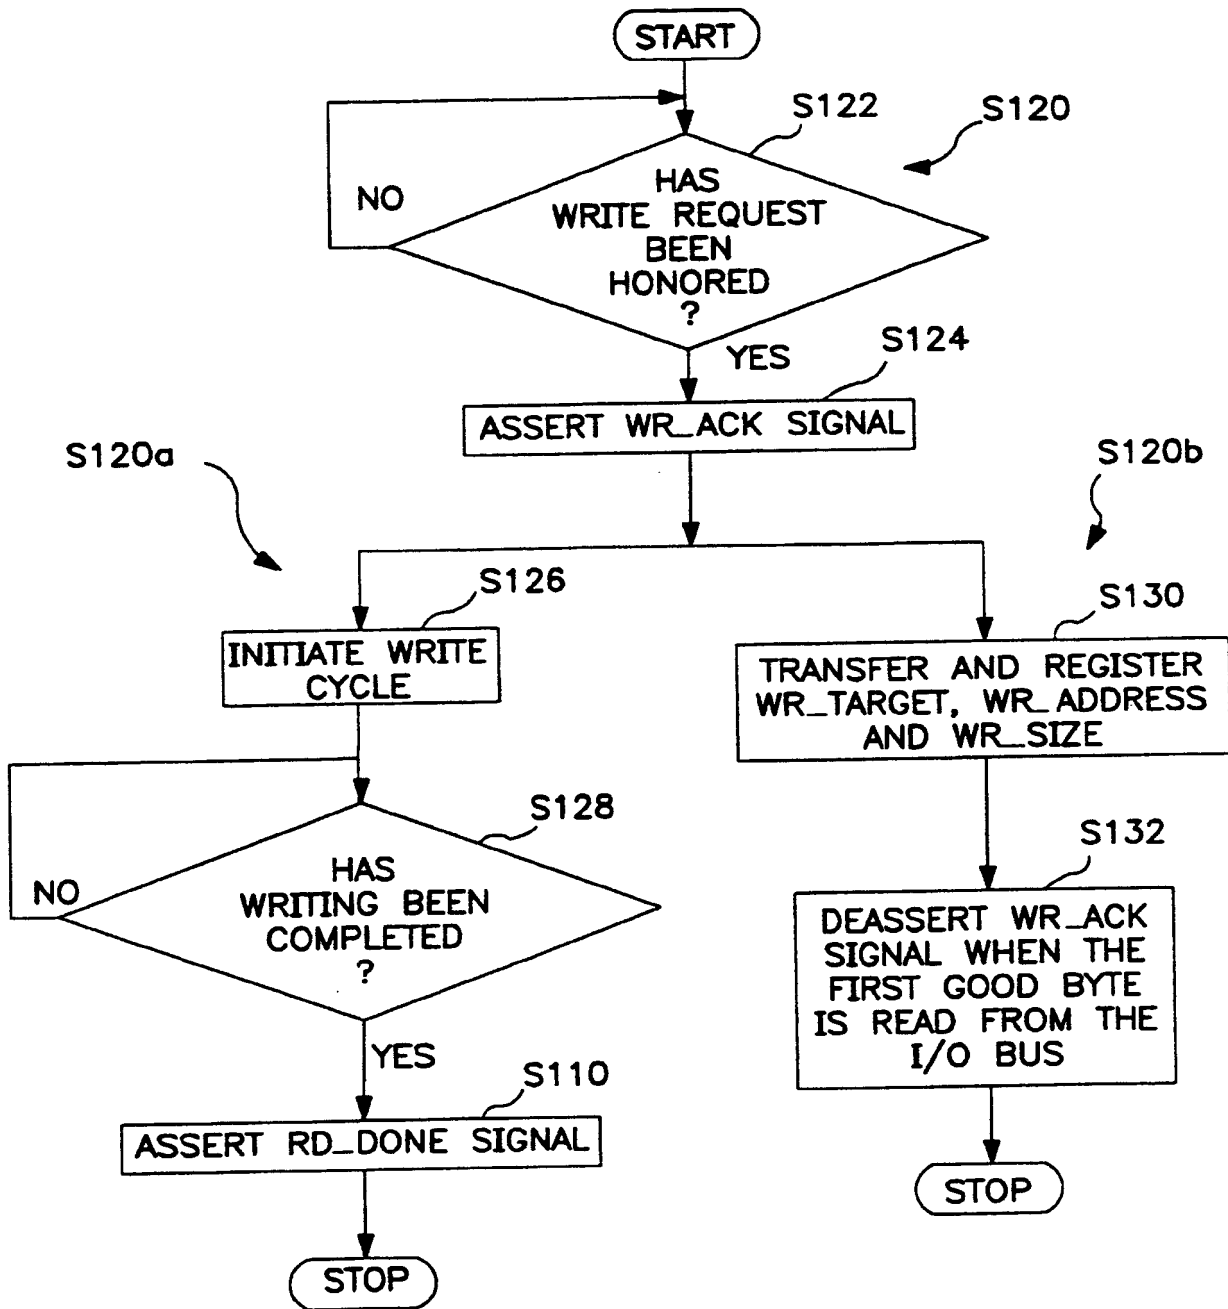 START
S122
S120
HAS
WRITE REQUEST
BEEN
HONORED
?
NO
YES
S124
ASSERT WR_ACK SIGNAL
S120a
S120b
S126
INITIATE WRITE
CYCLE
S130
TRANSFER AND REGISTER
WR_TARGET, WR_ADDRESS
AND WR_SIZE
S128
HAS
WRITING BEEN
COMPLETED
?
NO
YES
S132
DEASSERT WR_ACK
SIGNAL WHEN THE
FIRST GOOD BYTE
IS READ FROM THE
I/O BUS
S110
ASSERT RD_DONE SIGNAL
STOP
STOP